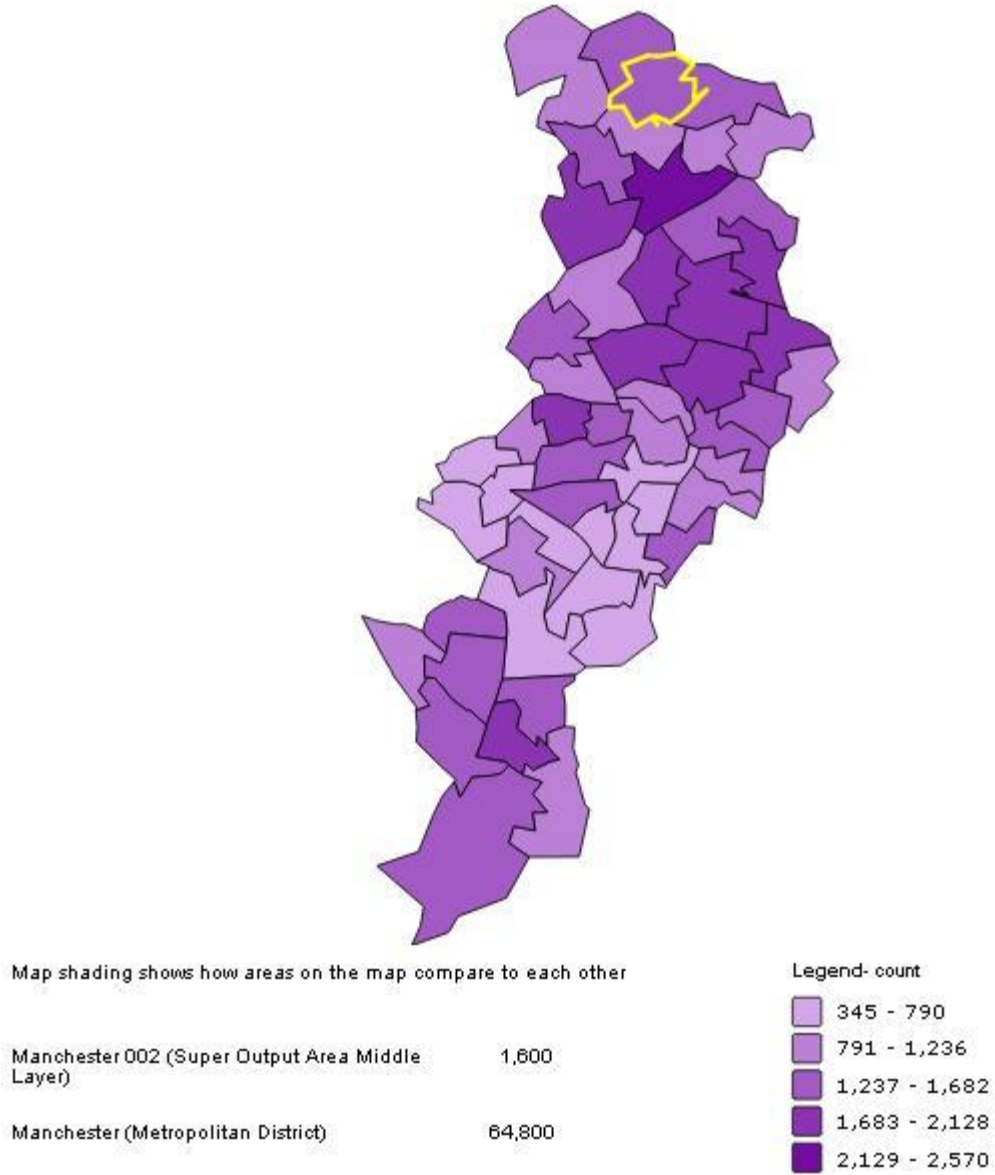 Map shading shows how areas on the map compare to each other
Manchester 002 (Super Output Area Middle
Layer)
1,600
Manchester (Metropolitan District)
64,800
Legend- count
345 - 790
791 - 1,236
1,237 - 1,682
1,683 - 2,128
2,129 - 2,570